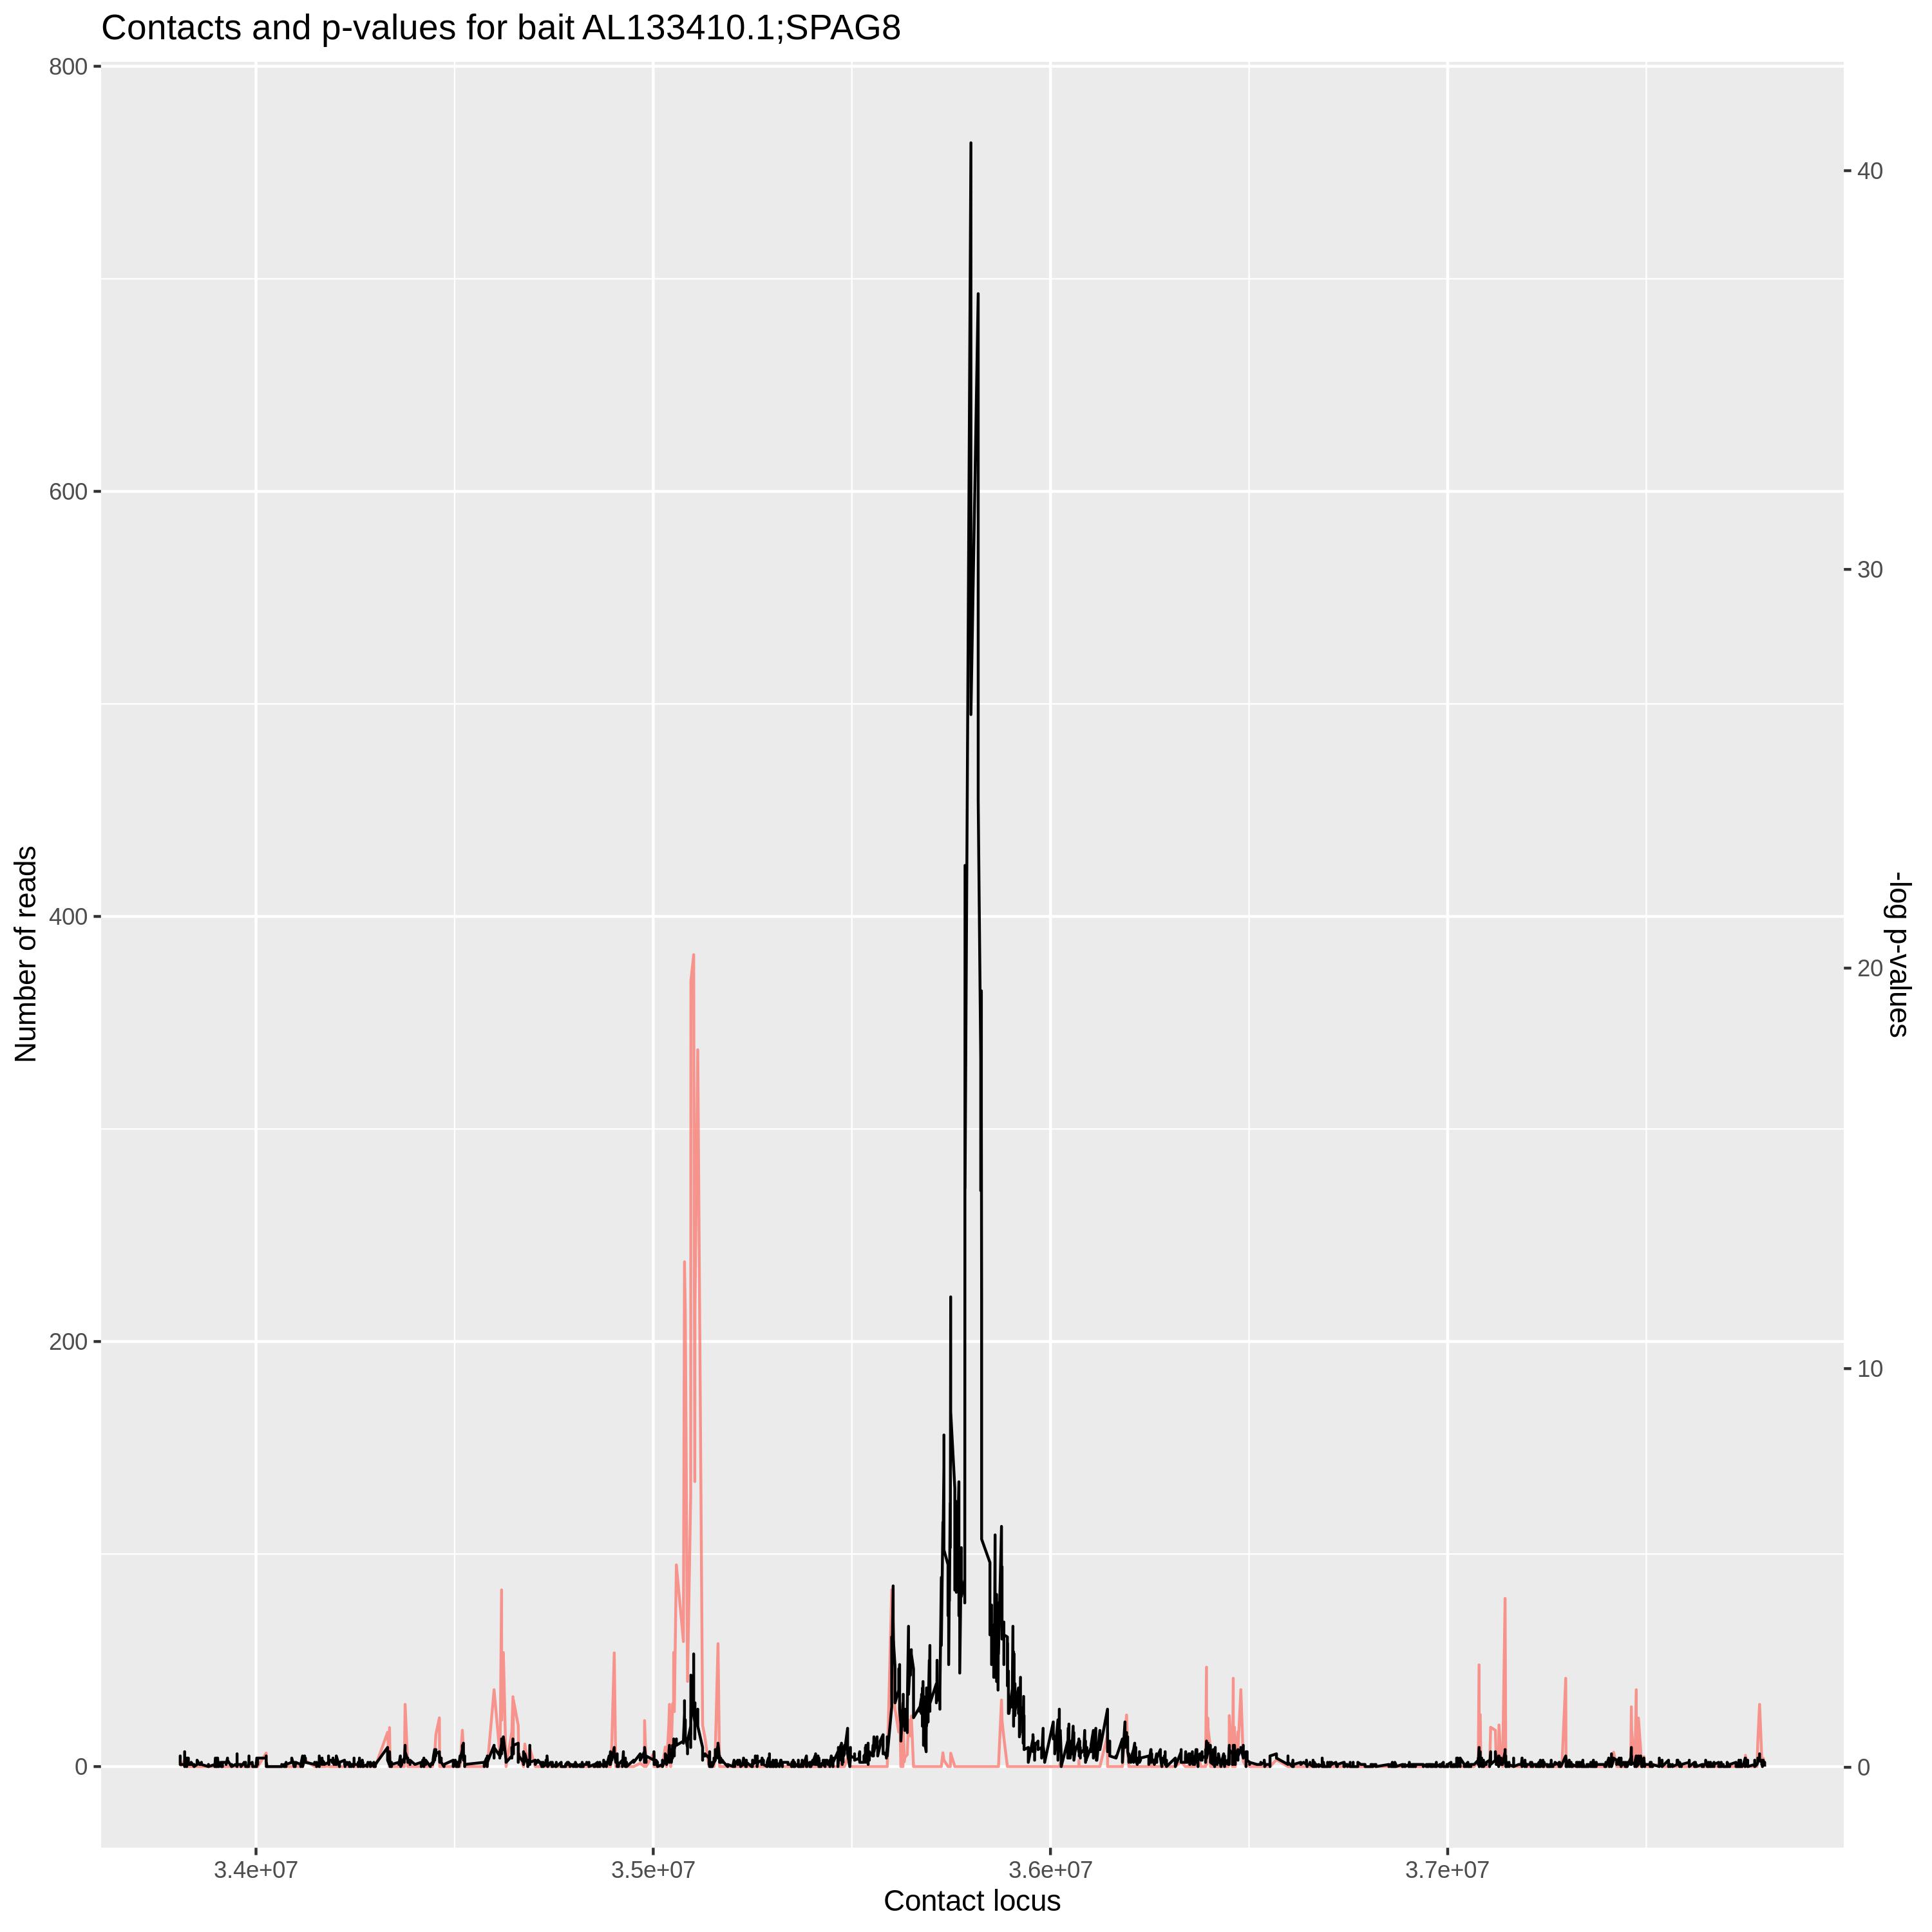 Contacts and p-values for bait AL133410.1;SPAG8
800
600
400
200
0
Number of reads
40
30
20
10
0
-log p-values
3.4e+07
3.5e+07
3.6e+07
3.7e+07
Contact locus